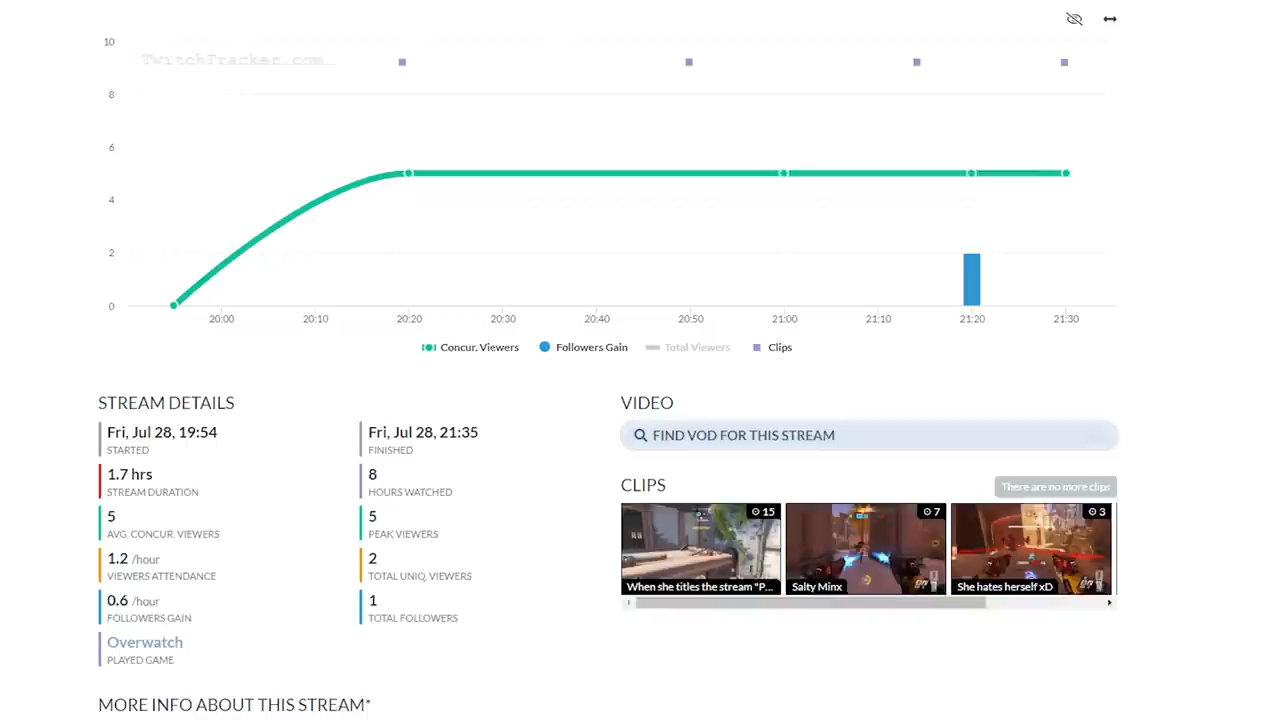 10
TwitchTracker.com
8
6
4
2
0
20:00 20:10 20:20 20:30 20:40 20:50 21:00 21:10 21:20 21:30
Concur. Viewers Followers Gain Total Viewers Clips
STREAM DETAILS
Fri, Jul 28, 19:54
STARTED
Fri, Jul 28, 21:35
FINISHED
1.7 hrs
STREAM DURATION
8
HOURS WATCHED
5
AVG. CONCUR. VIEWERS
5
PEAK VIEWERS
1.2 /hour
VIEWERS ATTENDANCE
2
TOTAL UNIQ. VIEWERS
0.6 /hour
FOLLOWERS GAIN
1
TOTAL FOLLOWERS
Overwatch
PLAYED GAME
VIDEO
FIND VOD FOR THIS STREAM
CLIPS
There are no more clips
15
When she titles the stream "P...
7
Salty Minx
3
She hates herself xD
MORE INFO ABOUT THIS STREAM*